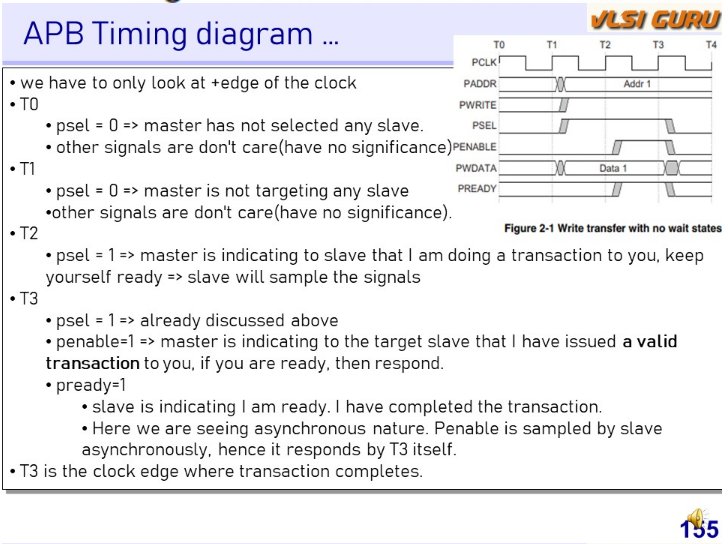 VLSI GURU
APB Timing diagram ...
T0 T1 T2 T3 T4
PCLK
PADDR Addr 1
PWRITE
PSEL
PENABLE
PWDATA Data 1
PREADY
Figure 2-1 Write transfer with no wait states
• we have to only look at +edge of the clock
• T0
• psel = 0 => master has not selected any slave.
• other signals are don't care(have no significance)
• T1
• psel = 0 => master is not targeting any slave
•other signals are don't care(have no significance).
• T2
• psel = 1 => master is indicating to slave that I am doing a transaction to you, keep
yourself ready => slave will sample the signals
• T3
• psel = 1 => already discussed above
• penable=1 => master is indicating to the target slave that I have issued a valid
transaction to you, if you are ready, then respond.
• pready=1
• slave is indicating I am ready. I have completed the transaction.
• Here we are seeing asynchronous nature. Penable is sampled by slave
asynchronously, hence it responds by T3 itself.
• T3 is the clock edge where transaction completes.
155